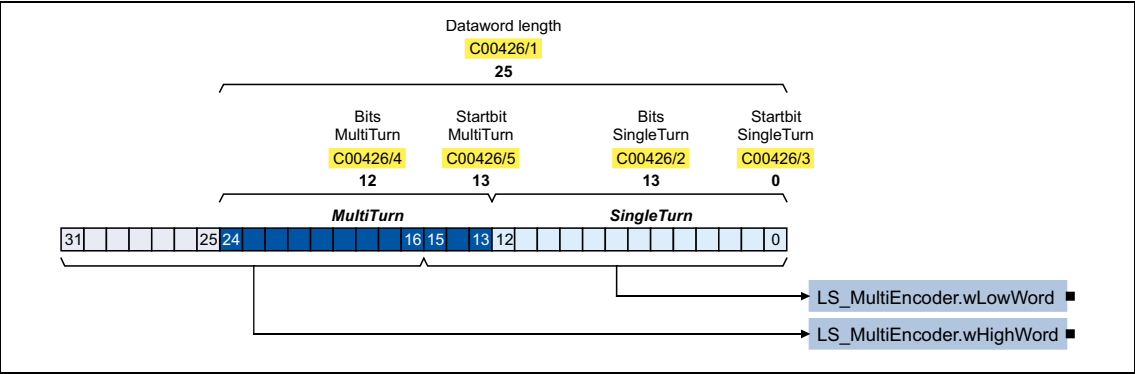 Dataword length
C00426/1
25
Bits
MultiTurn
C00426/4
12
Startbit
MultiTurn
C00426/5
13
Bits
SingleTurn
C00426/2
13
Startbit
SingleTurn
C00426/3
0
MultiTurn
SingleTurn
31 25 24 16 15 13 12 0
LS_MultiEncoder.wLowWord
LS_MultiEncoder.wHighWord